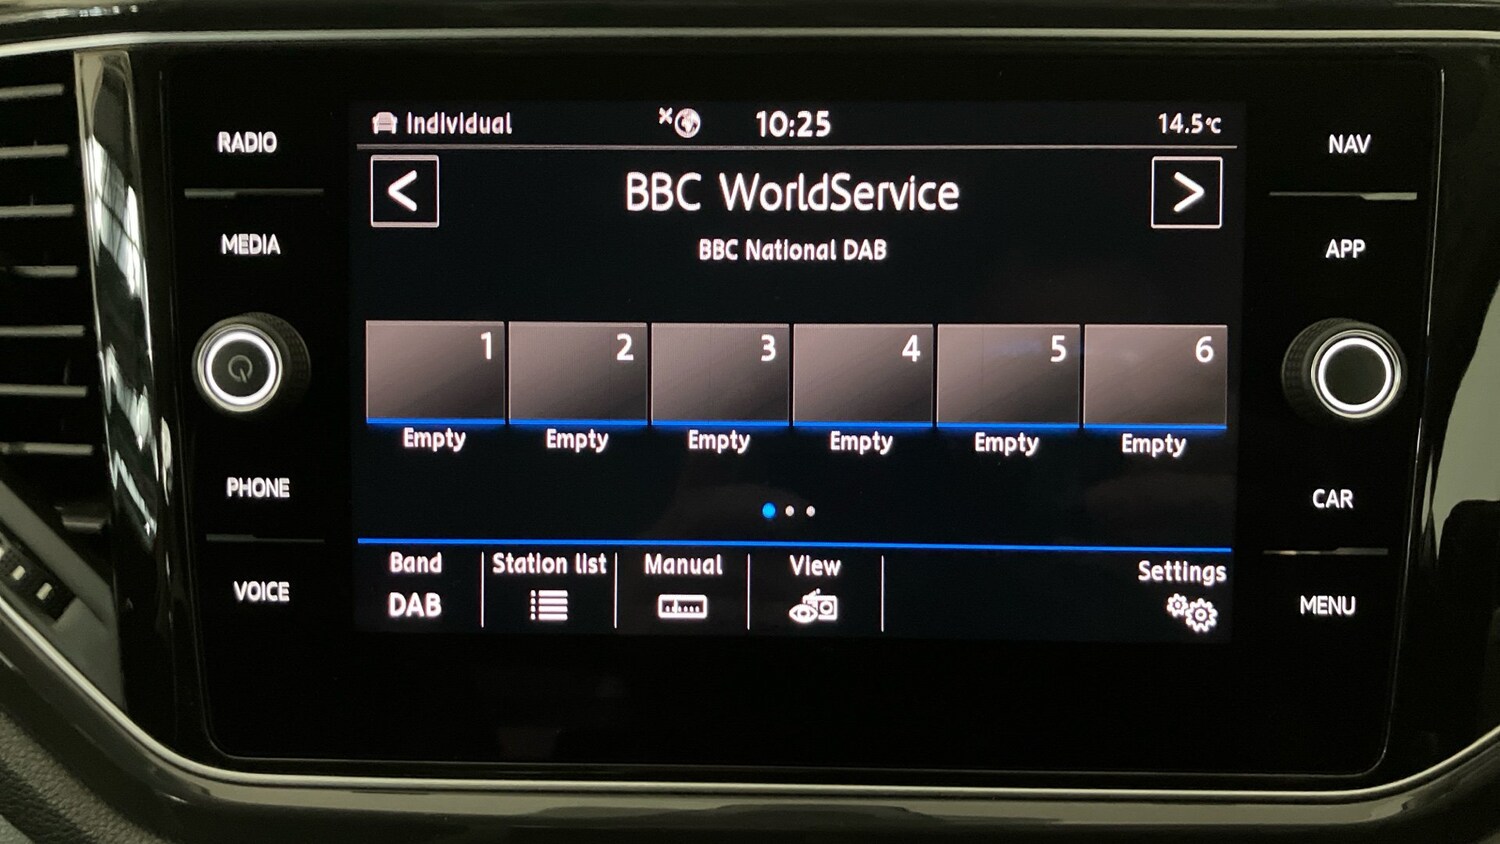 RADIO
MEDIA
PHONE
VOICE
Individual 10:25 14.5°C
< BBC WorldService >
BBC National DAB
1 2 3 4 5 6
Empty Empty Empty Empty Empty Empty
Band Station list Manual View Settings
DAB
NAV
APP
CAR
MENU